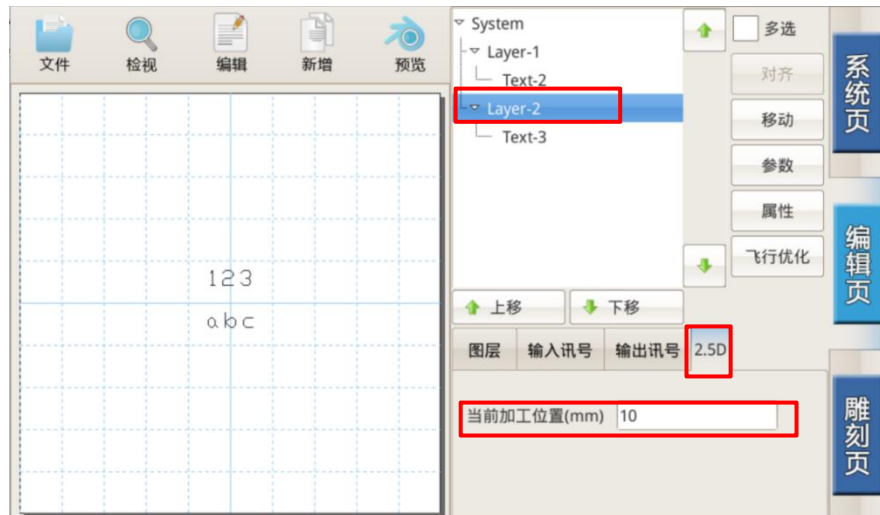 文件 检视 编辑 新增 预览
123
abc
System
Layer-1
Text-2
Layer-2
Text-3
多选
对齐
移动
参数
属性
飞行优化
上移 下移
图层 输入讯号 输出讯号 2.5D
当前加工位置(mm) 10
系统页
编辑页
雕刻页